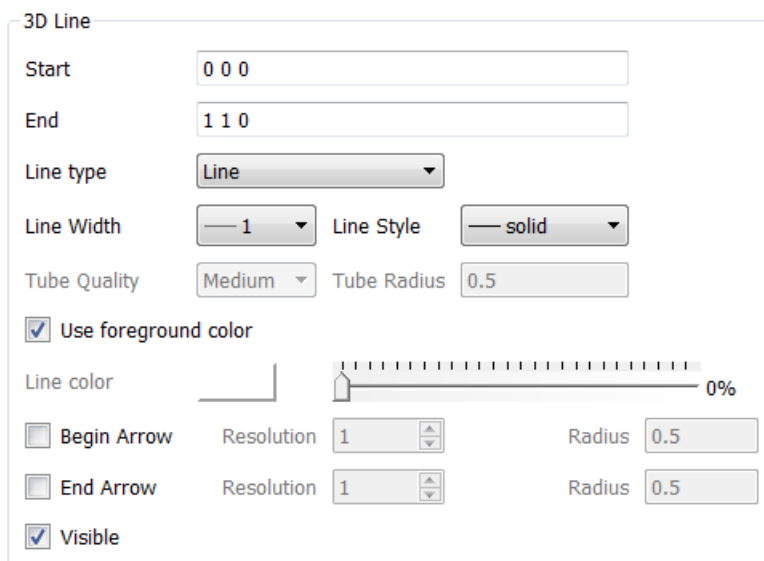 3D Line
Start 0 0 0
End 1 1 0
Line type Line
Line Width 1 Line Style solid
Tube Quality Medium Tube Radius 0.5
Use foreground color
Line color 0%
Begin Arrow Resolution 1 Radius 0.5
End Arrow Resolution 1 Radius 0.5
Visible